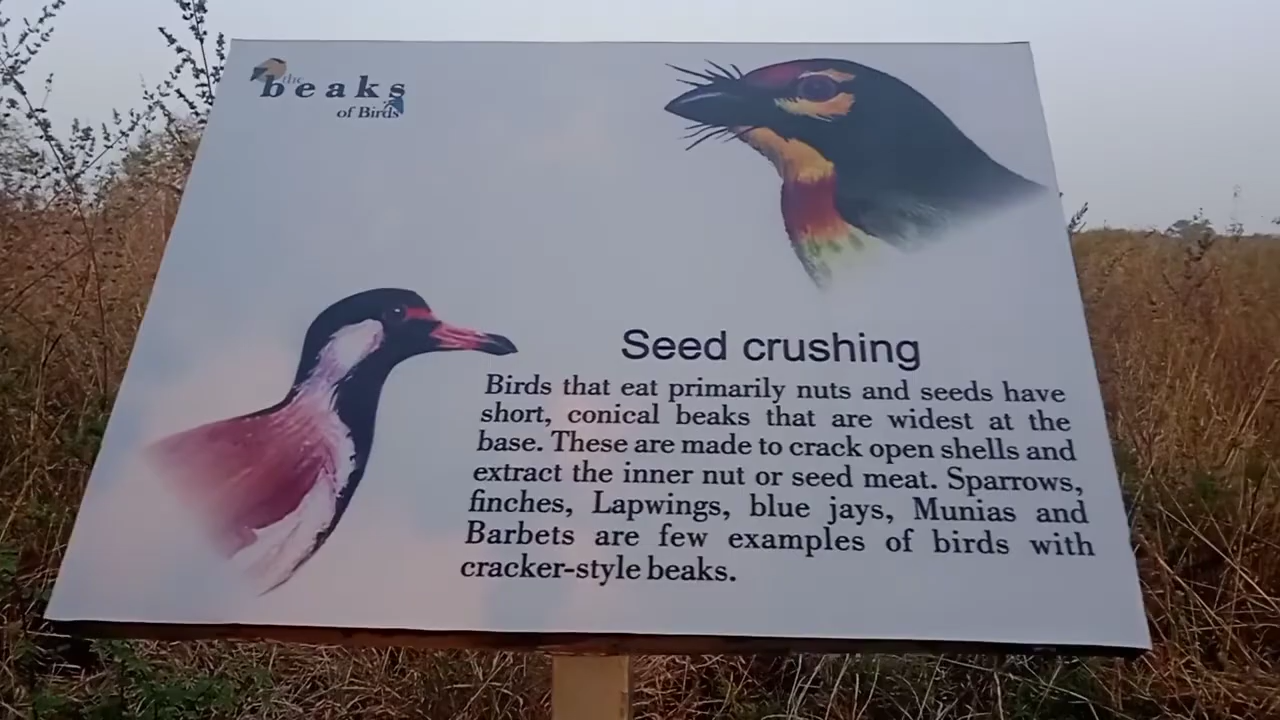 the
beaks
of Birds
Seed crushing
Birds that eat primarily nuts and seeds have
short, conical beaks that are widest at the
base. These are made to crack open shells and
extract the inner nut or seed meat. Sparrows,
finches, Lapwings, blue jays, Munias and
Barbets are few examples of birds with
cracker-style beaks.